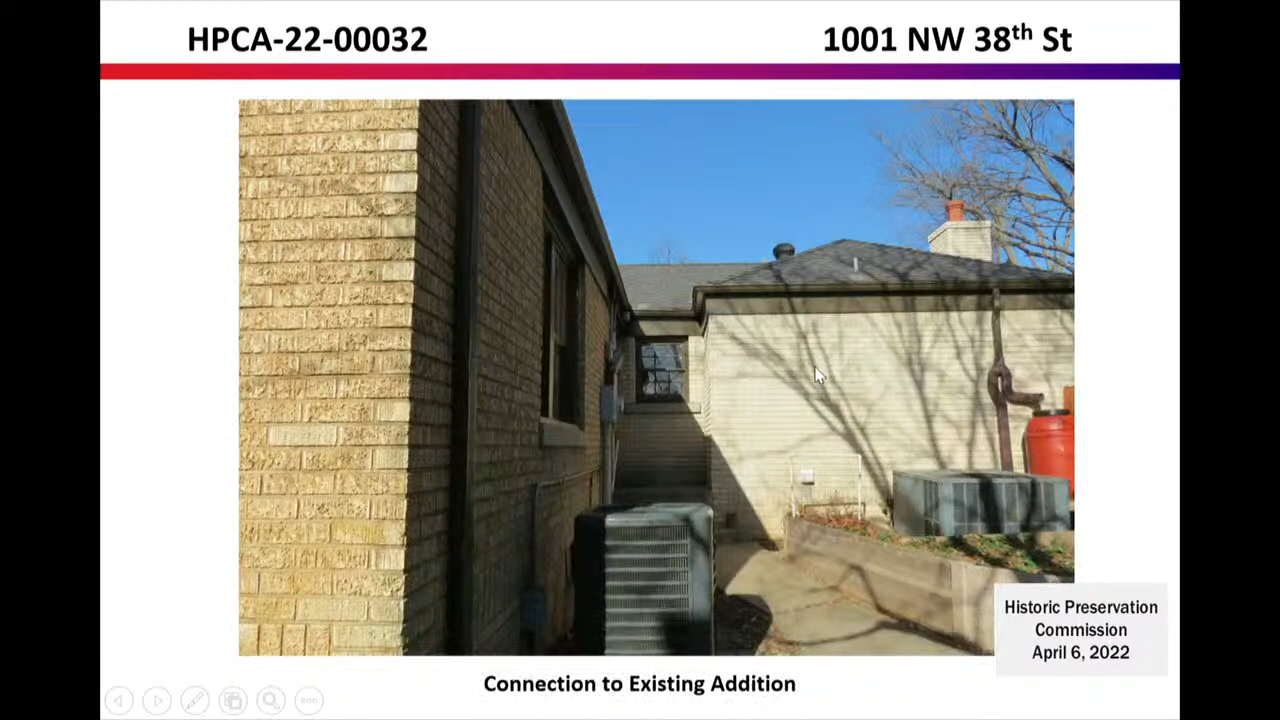 HPCA-22-00032
1001 NW 38th St
Historic Preservation
Commission
April 6, 2022
Connection to Existing Addition